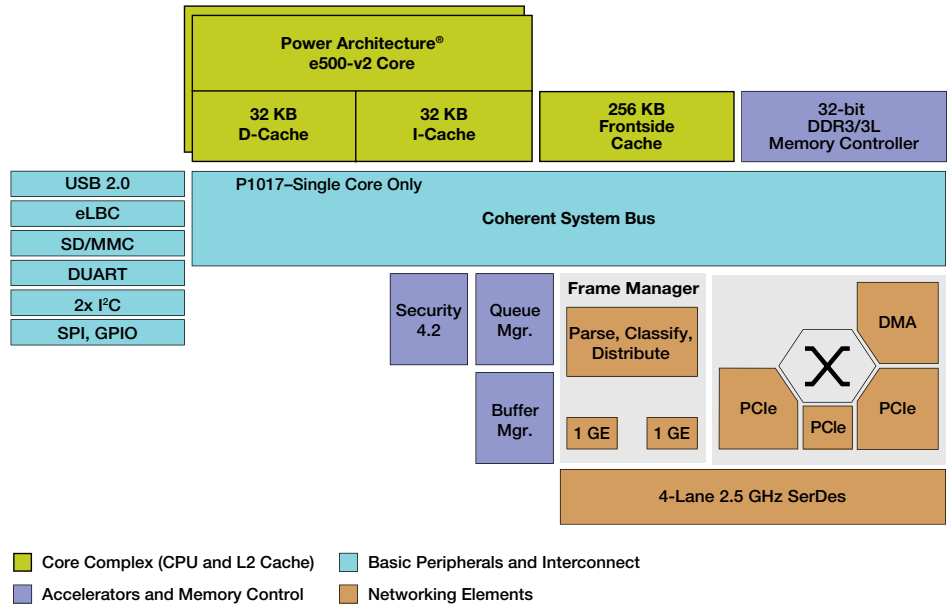 Power Architecture®
e500-v2 Core
32 KB
D-Cache
32 KB
I-Cache
256 KB
Frontside
Cache
32-bit
DDR3/3L
Memory Controller
USB 2.0
eLBC
SD/MMC
DUART
2x I²C
SPI, GPIO
P1017–Single Core Only
Coherent System Bus
Security
4.2
Queue
Mgr.
Buffer
Mgr.
Frame Manager
Parse, Classify,
Distribute
1 GE
1 GE
DMA
PCIe
PCIe
PCIe
4-Lane 2.5 GHz SerDes
Core Complex (CPU and L2 Cache)
Basic Peripherals and Interconnect
Accelerators and Memory Control
Networking Elements